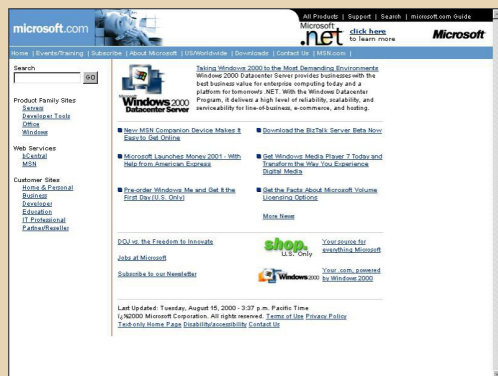 All Products | Support | Search | microsoft.com Guide
microsoft.com
Microsoft
.net
click here
to learn more
Microsoft
Home | Events/Training | Subscribe | About Microsoft | US/Worldwide | Downloads | Contact Us | MSN.com |
Search
GO
Product Family Sites
Servers
Developer Tools
Office
Windows
Web Services
bCentral
MSN
Customer Sites
Home & Personal
Business
Developer
Education
IT Professional
Partner/Reseller
Windows 2000
Datacenter Server
Taking Windows 2000 to the Most Demanding Environments
Windows 2000 Datacenter Server provides businesses with the
best business value for enterprise computing today and a
platform for tomorrow's .NET. With the Windows Datacenter
Program, it delivers a high level of reliability, scalability, and
serviceability for line-of-business, e-commerce, and hosting.
New MSN Companion Device Makes It
Easy to Get Online
Download the BizTalk Server Beta Now
Microsoft Launches Money 2001 - With
Help from American Express
Get Windows Media Player 7 Today and
Transform the Way You Experience
Digital Media
Pre-order Windows Me and Get it the
First Day (U.S. Only)
Get the Facts About Microsoft Volume
Licensing Options
More News
DOJ vs. the Freedom to Innovate
Jobs at Microsoft
Subscribe to our Newsletter
shop.
U.S. Only
Your source for
everything Microsoft
Windows 2000
Your .com, powered
by Windows 2000
Last Updated: Tuesday, August 15, 2000 - 3:37 p.m. Pacific Time
ï¿½2000 Microsoft Corporation. All rights reserved. Terms of Use Privacy Policy
Text-only Home Page Disability/accessibility Contact Us